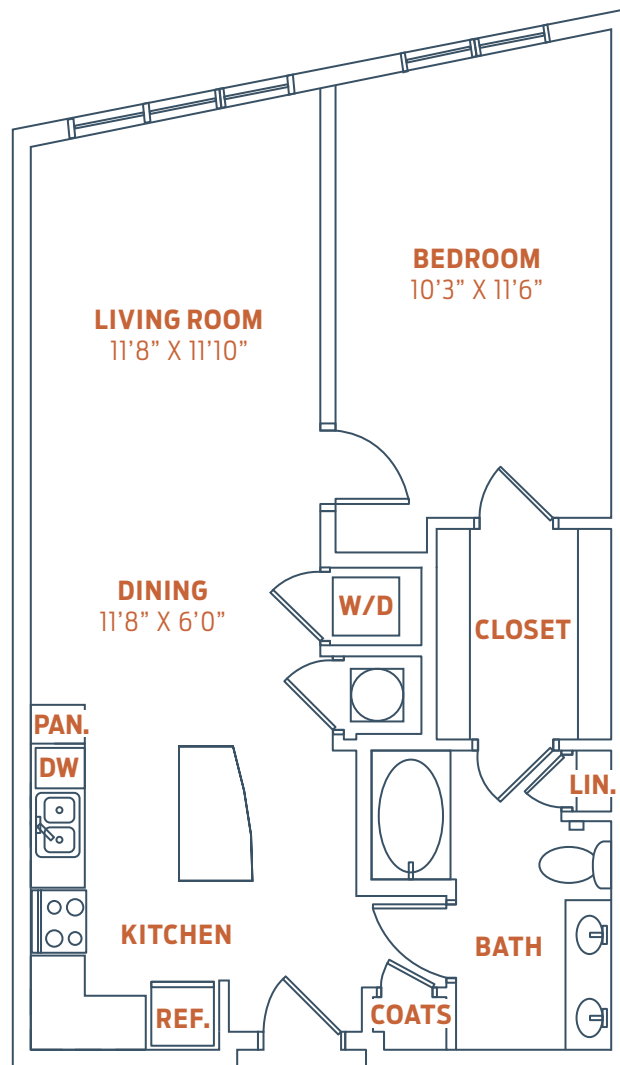 BEDROOM
10’3” X 11’6”
LIVING ROOM
11’8” X 11’10”
DINING
11’8” X 6’0”
W/D
CLOSET
PAN.
DW
LIN.
KITCHEN
BATH
REF.
COATS